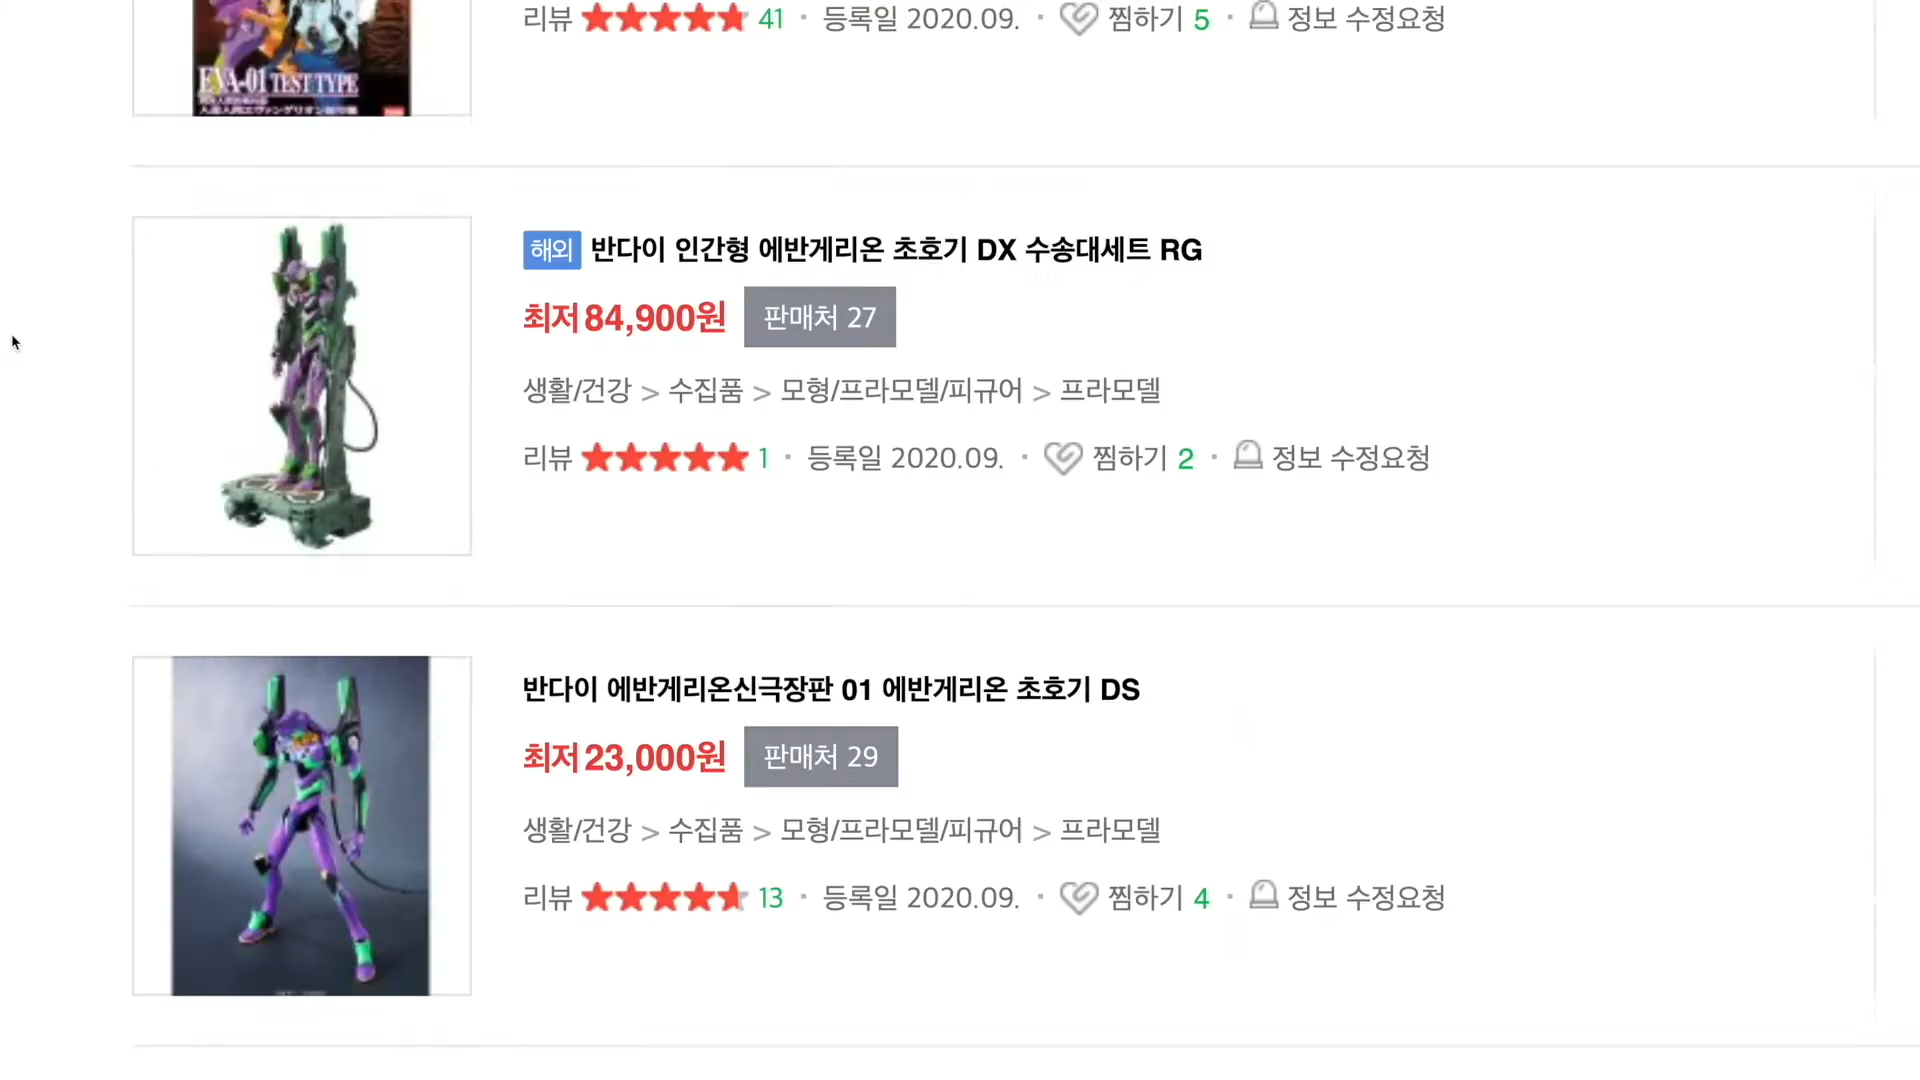 리뷰 41 · 등록일 2020.09. · 찜하기 5 · 정보 수정요청
EVA-01 TEST TYPE
해외 반다이 인간형 에반게리온 초호기 DX 수송대세트 RG
최저 84,900원 판매처 27
생활/건강 > 수집품 > 모형/프라모델/피규어 > 프라모델
리뷰 1 · 등록일 2020.09. · 찜하기 2 · 정보 수정요청
반다이 에반게리온신극장판 01 에반게리온 초호기 DS
최저 23,000원 판매처 29
생활/건강 > 수집품 > 모형/프라모델/피규어 > 프라모델
리뷰 13 · 등록일 2020.09. · 찜하기 4 · 정보 수정요청